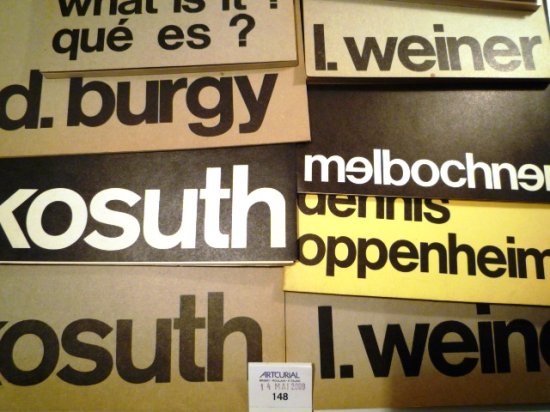 what is it ?
qué es ?
l. weiner
d. burgy
melbochner
kosuth
dennis
oppenheim
kosuth
l. weine
ARTCURIAL
14 MAI 2009
148